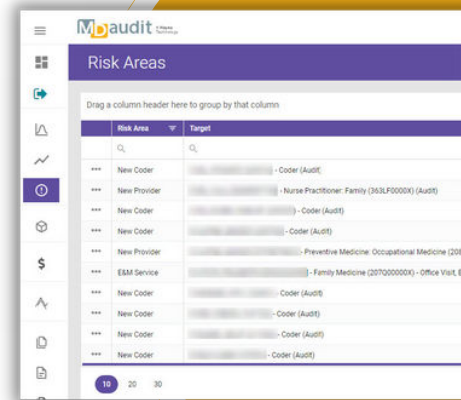 MDaudit
Risk Areas
Drag a column header here to group by that column
Risk Area Target
New Coder - Coder (Audit)
New Provider - Nurse Practitioner: Family (363LF0000X) (Audit)
New Coder - Coder (Audit)
New Coder - Coder (Audit)
New Provider - Preventive Medicine: Occupational Medicine (208
E&M Service - Family Medicine (207Q00000X) - Office Visit, E
New Coder - Coder (Audit)
New Coder - Coder (Audit)
New Coder - Coder (Audit)
New Coder - Coder (Audit)
10 20 30